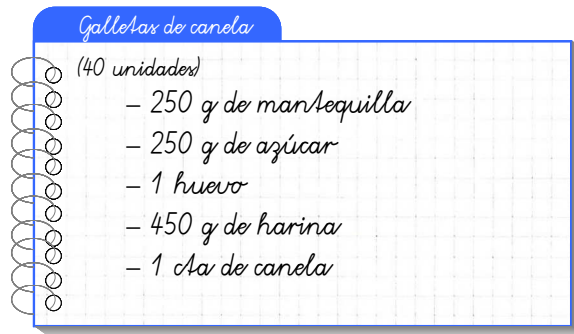 Galletas de canela
(40 unidades)
– 250 g de mantequilla
– 250 g de azúcar
– 1 huevo
– 450 g de harina
– 1 cta de canela